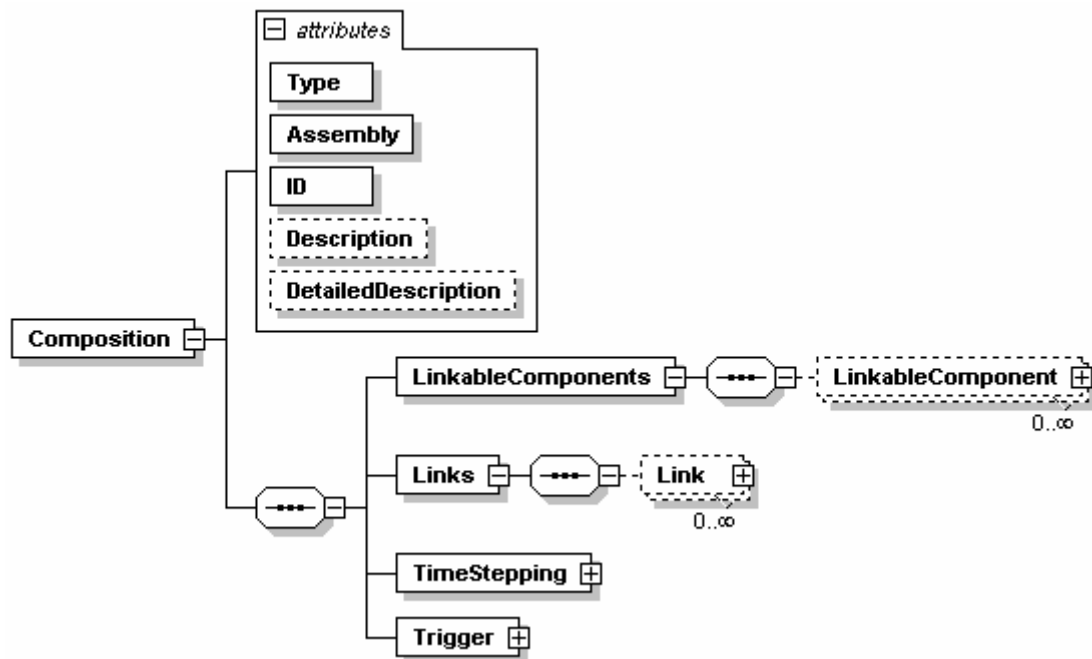 attributes
Type
Assembly
ID
Description
DetailedDescription
Composition
LinkableComponents
LinkableComponent
0..∞
Links
Link
0..∞
TimeStepping
Trigger